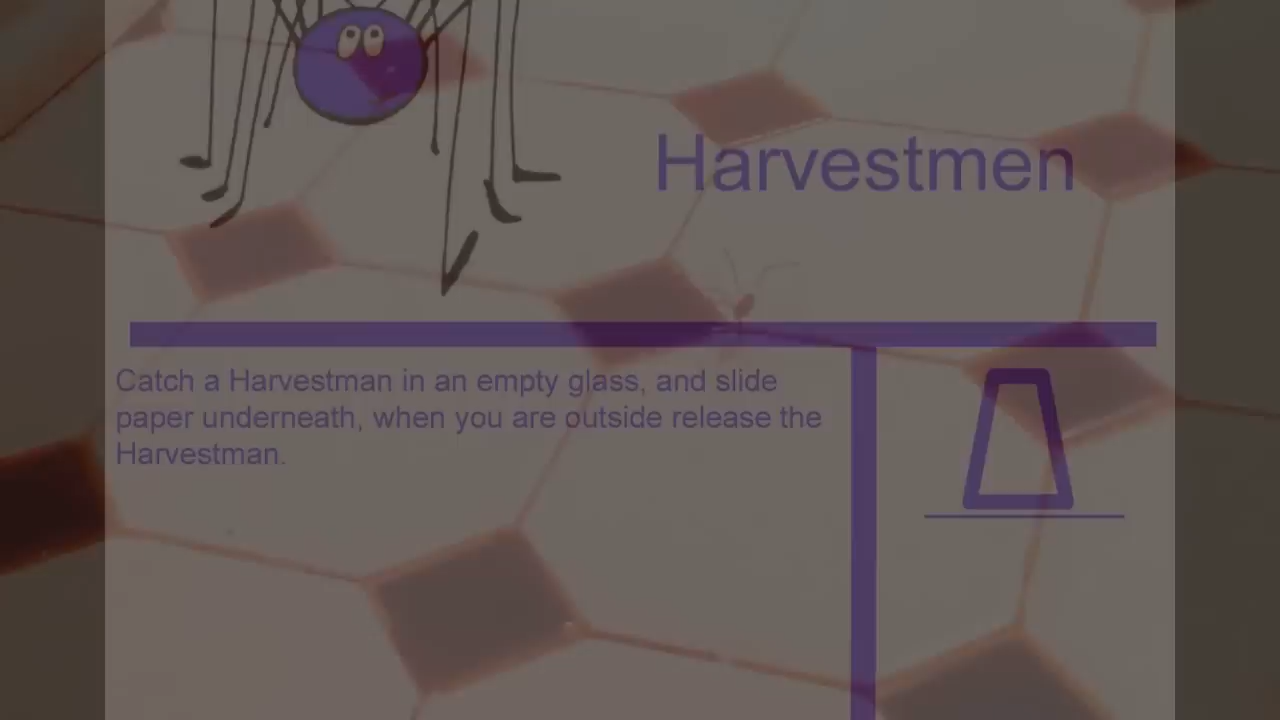 Harvestmen
Catch a Harvestman in an empty glass, and slide
paper underneath, when you are outside release the
Harvestman.